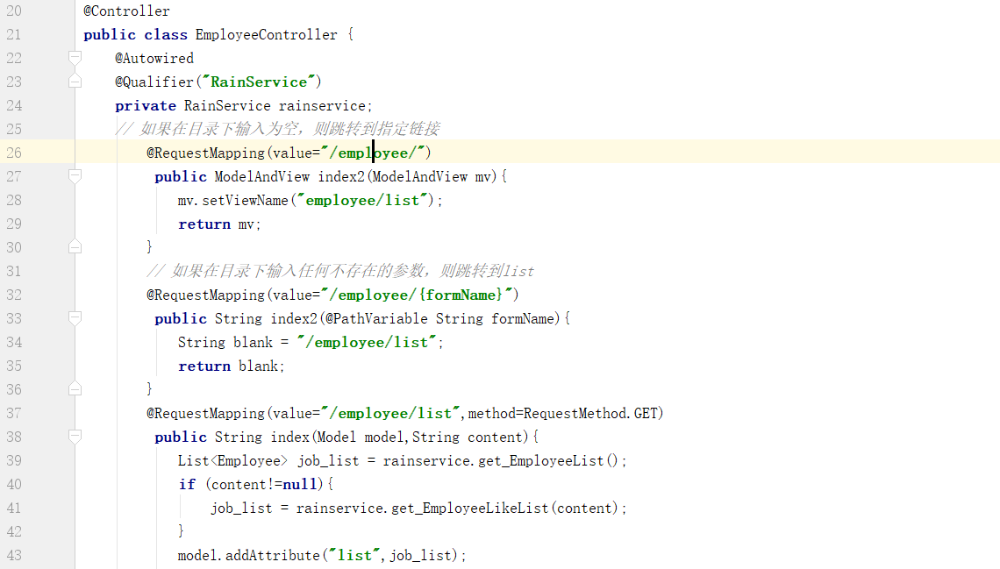 20 @Controller
21 public class EmployeeController {
22 @Autowired
23 @Qualifier("RainService")
24 private RainService rainservice;
25 // 如果在目录下输入为空，则跳转到指定链接
26 @RequestMapping(value="/employee/")
27 public ModelAndView index2(ModelAndView mv){
28 mv.setViewName("employee/list");
29 return mv;
30 }
31 // 如果在目录下输入任何不存在的参数，则跳转到list
32 @RequestMapping(value="/employee/{formName}")
33 public String index2(@PathVariable String formName){
34 String blank = "/employee/list";
35 return blank;
36 }
37 @RequestMapping(value="/employee/list",method=RequestMethod.GET)
38 public String index(Model model,String content){
39 List<Employee> job_list = rainservice.get_EmployeeList();
40 if (content!=null){
41 job_list = rainservice.get_EmployeeLikeList(content);
42 }
43 model.addAttribute("list",job_list);